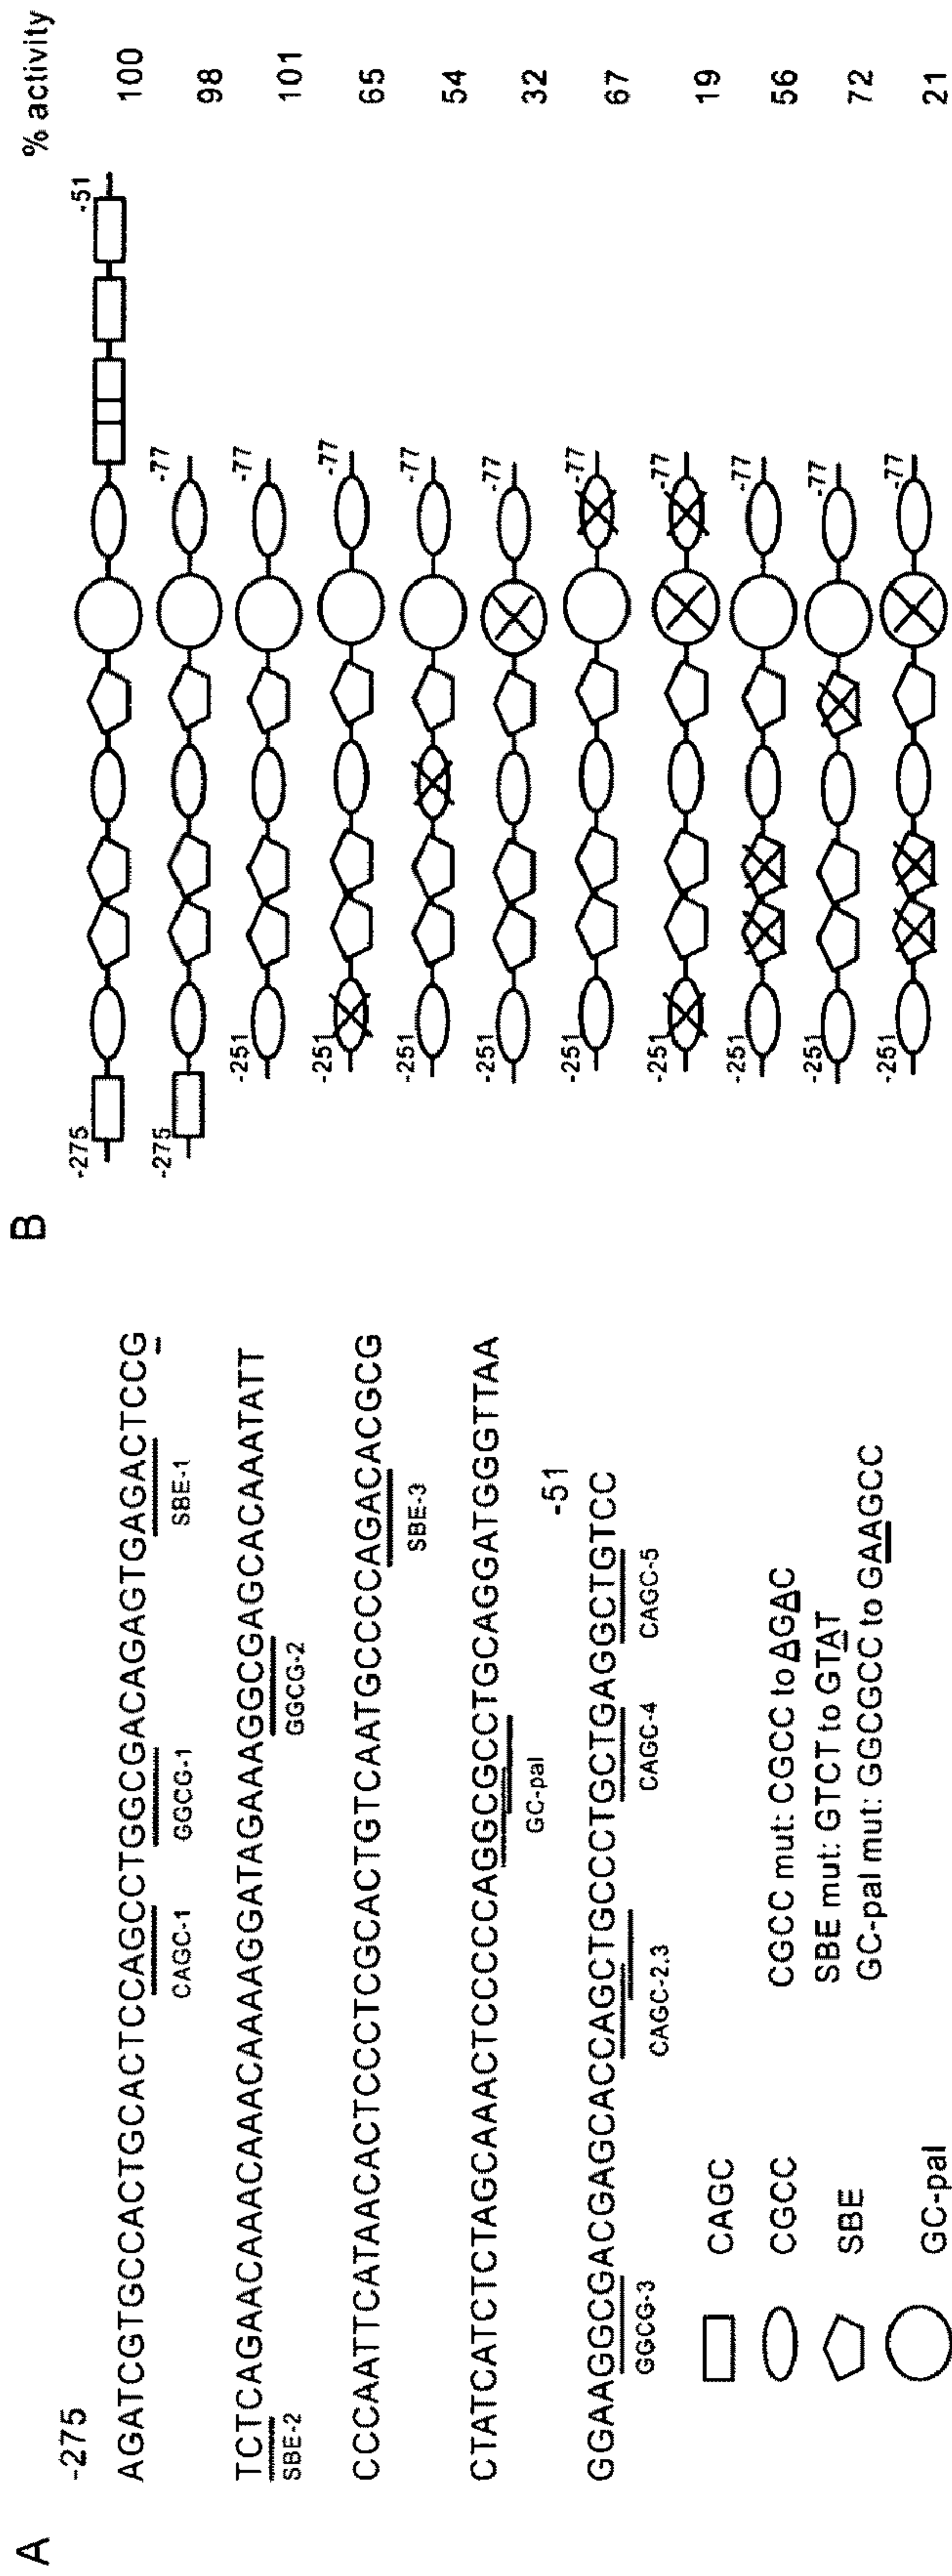 A
-275
AGATCGTGCCACTGCACTCCAGCCTGGCGACAGAGTGAGACTCCG
CAGC-1 GGCG-1 SBE-1
TCTCAGAACAAACAAACAAACAAAAGGATAGAAAGGCGAGCACAAATATT
SBE-2 GGCG-2
CCCAATTCATAACACTCCCTCGCACTGTCAATGCCCCAGACACGCG
SBE-3
CTATCATCTCTAGCAAACTCCCCCAGGCGCCTGCAGGATGGGTTAA
GC-pal
-51
GGAAGGCGACGAGCACCAGCTGCCCTGCTGAGGCTGTCC
GGCG-3 CAGC-2.3 CAGC-4 CAGC-5
CAGC
CGCC
SBE
GC-pal
CGCC mut: CGCC to AGAC
SBE mut: GTCT to GTAT
GC-pal mut: GGCGCC to GAAGCC
B
% activity
-275 -51 100
-275 -77 98
-251 -77 101
-251 -77 65
-251 -77 54
-251 -77 32
-251 -77 67
-251 -77 19
-251 -77 56
-251 -77 72
-251 -77 21